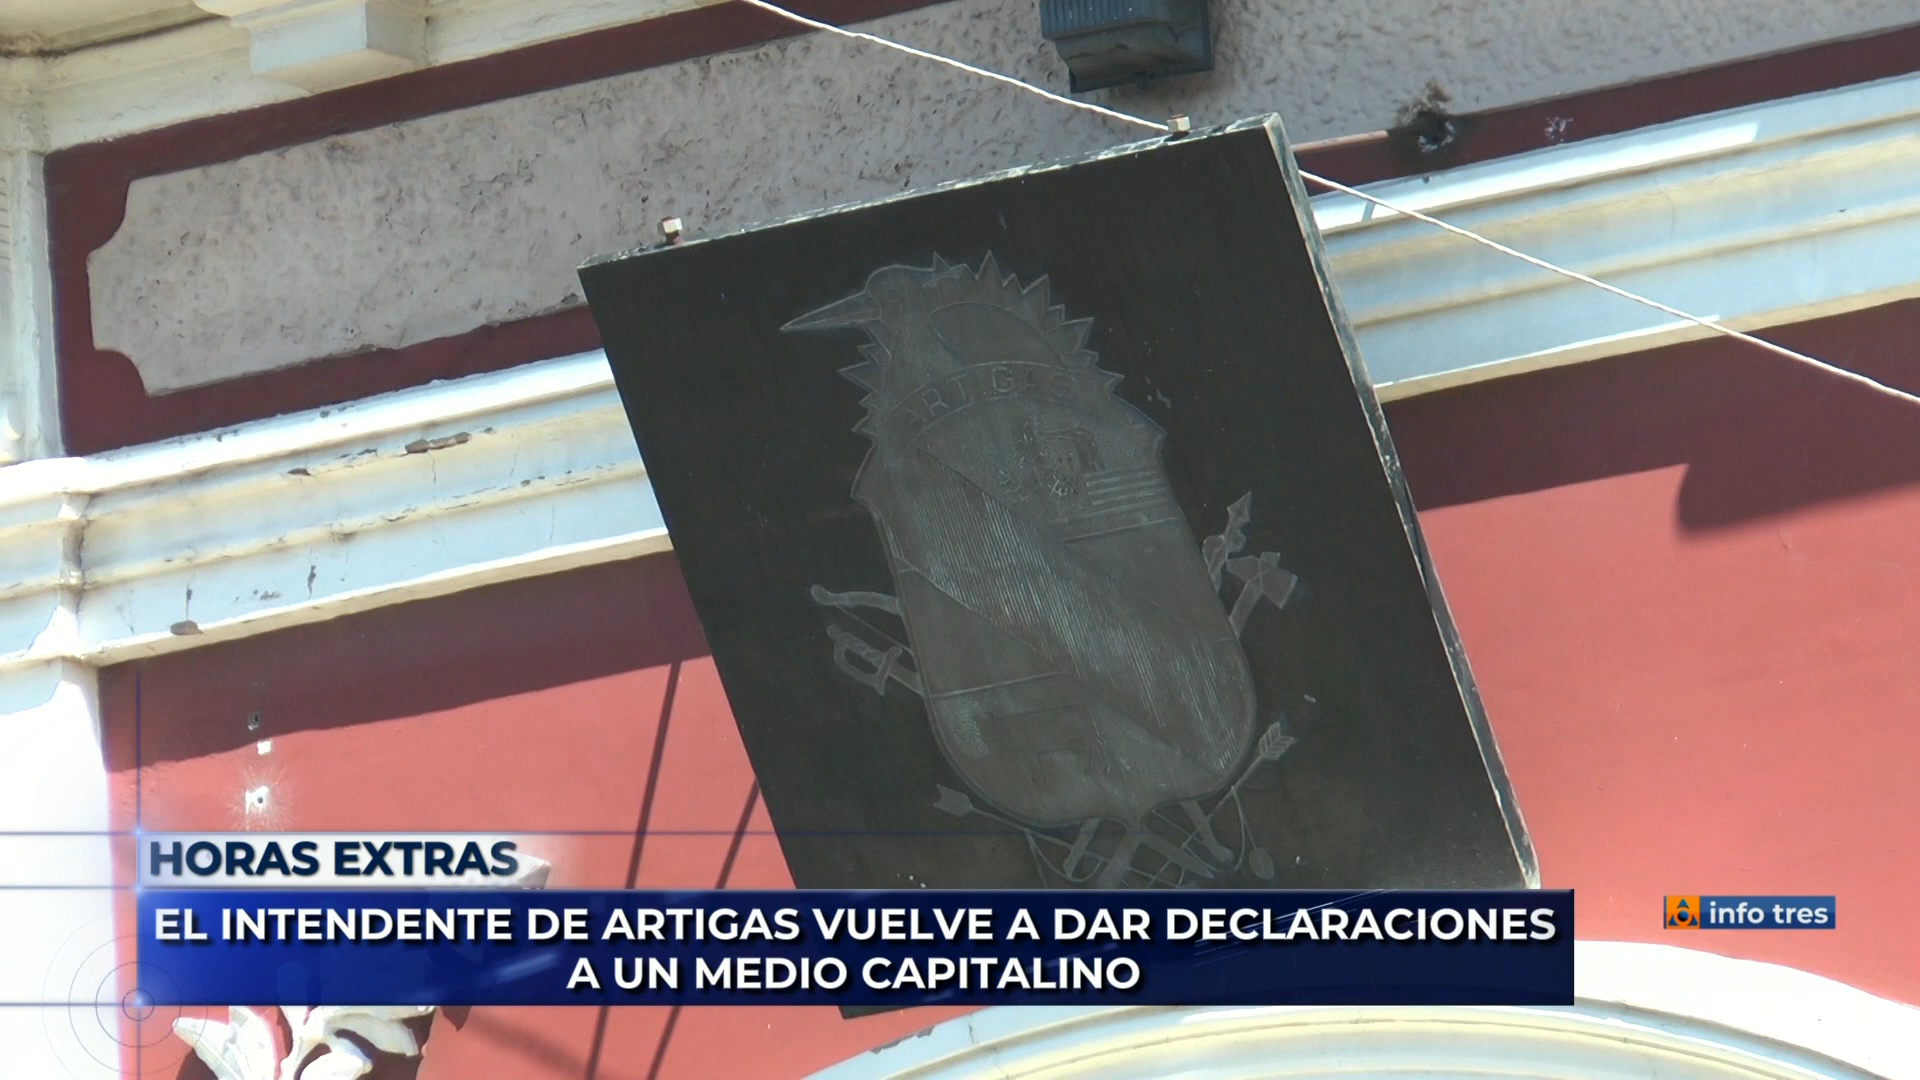 ARTIGAS
HORAS EXTRAS
EL INTENDENTE DE ARTIGAS VUELVE A DAR DECLARACIONES
A UN MEDIO CAPITALINO
info tres